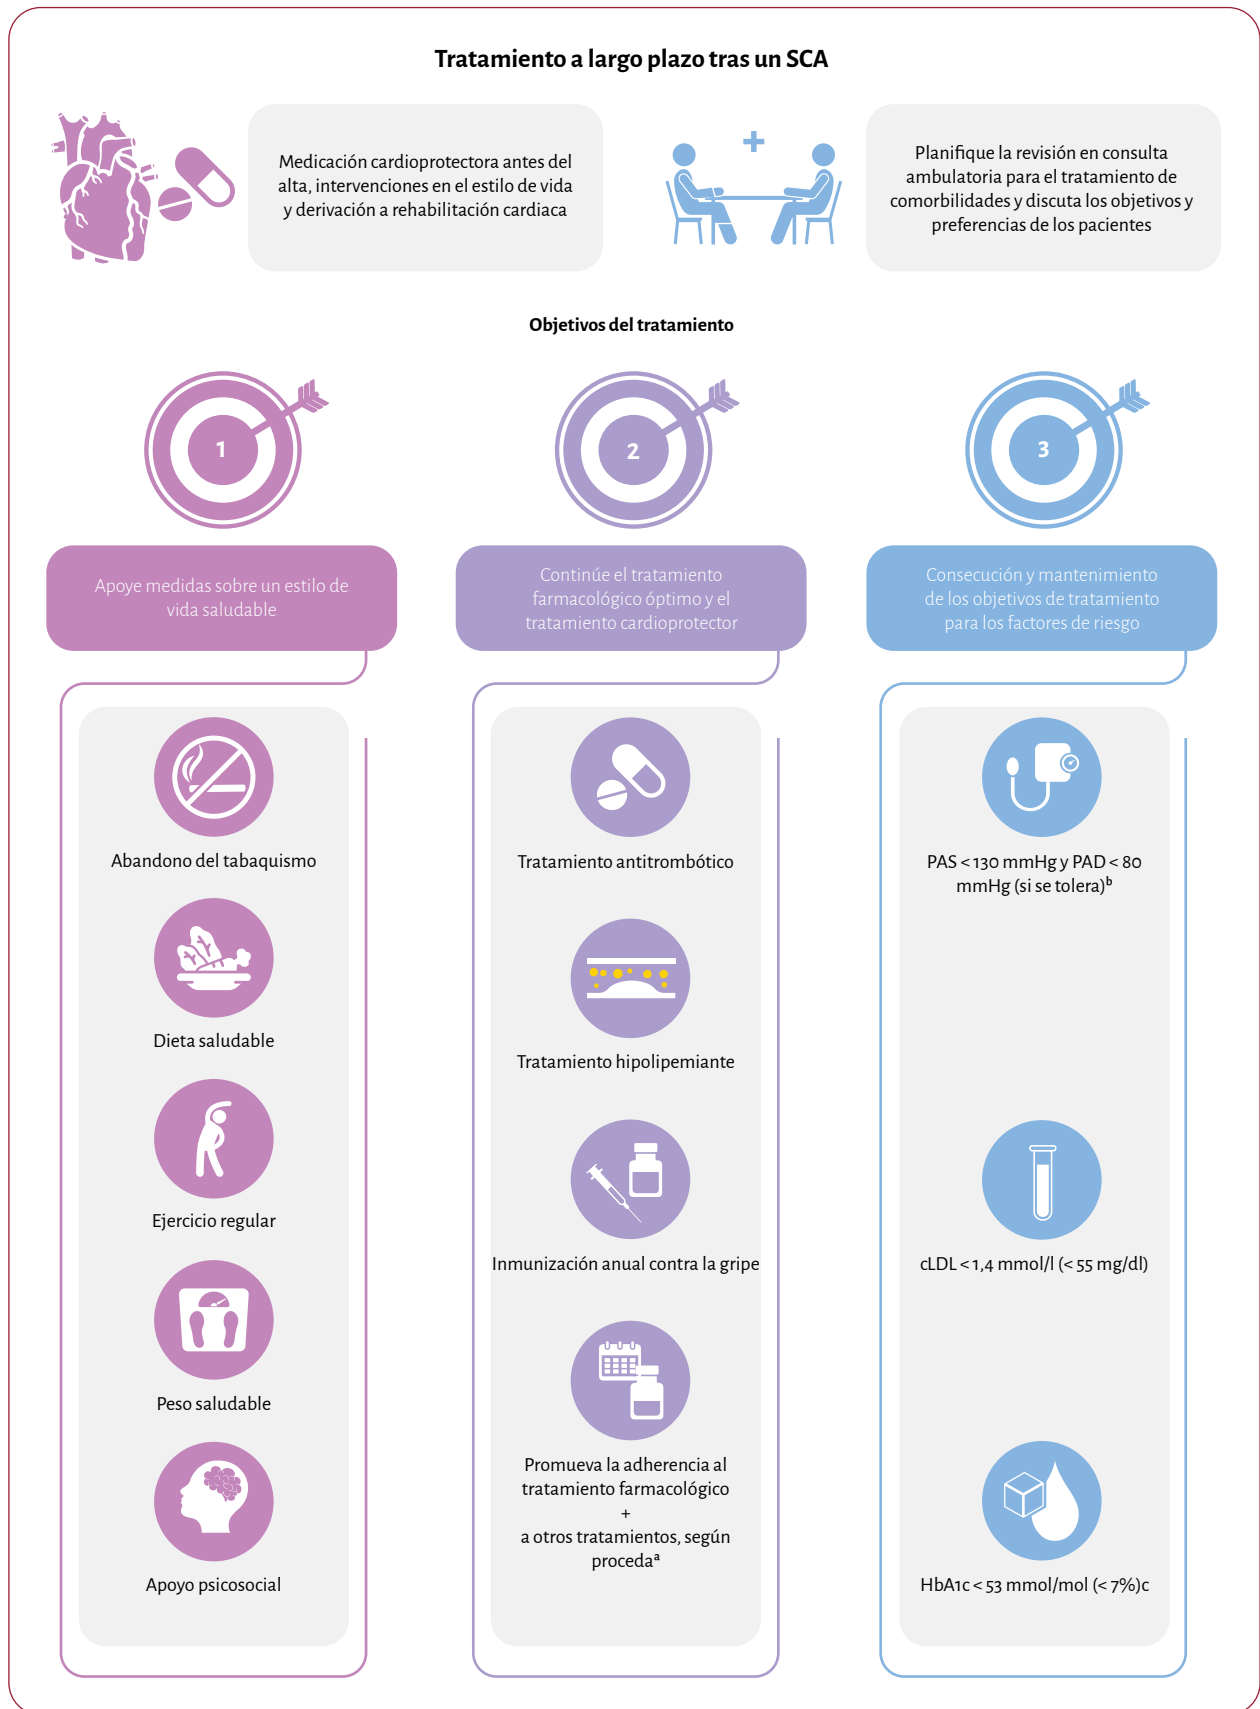 Tratamiento a largo plazo tras un SCA
Medicación cardioprotectora antes del
alta, intervenciones en el estilo de vida
y derivación a rehabilitación cardiaca
Planifique la revisión en consulta
ambulatoria para el tratamiento de
comorbilidades y discuta los objetivos y
preferencias de los pacientes
Objetivos del tratamiento
1
Apoye medidas sobre un estilo de
vida saludable
Abandono del tabaquismo
Dieta saludable
Ejercicio regular
Peso saludable
Apoyo psicosocial
2
Continúe el tratamiento
farmacológico óptimo y el
tratamiento cardioprotector
Tratamiento antitrombótico
Tratamiento hipolipemiante
Inmunización anual contra la gripe
Promueva la adherencia al
tratamiento farmacológico
+
a otros tratamientos, según
procedaª
3
Consecución y mantenimiento
de los objetivos de tratamiento
para los factores de riesgo
PAS < 130 mmHg y PAD < 80
mmHg (si se tolera)ᵇ
cLDL < 1,4 mmol/l (< 55 mg/dl)
HbA1c < 53 mmol/mol (< 7%)c